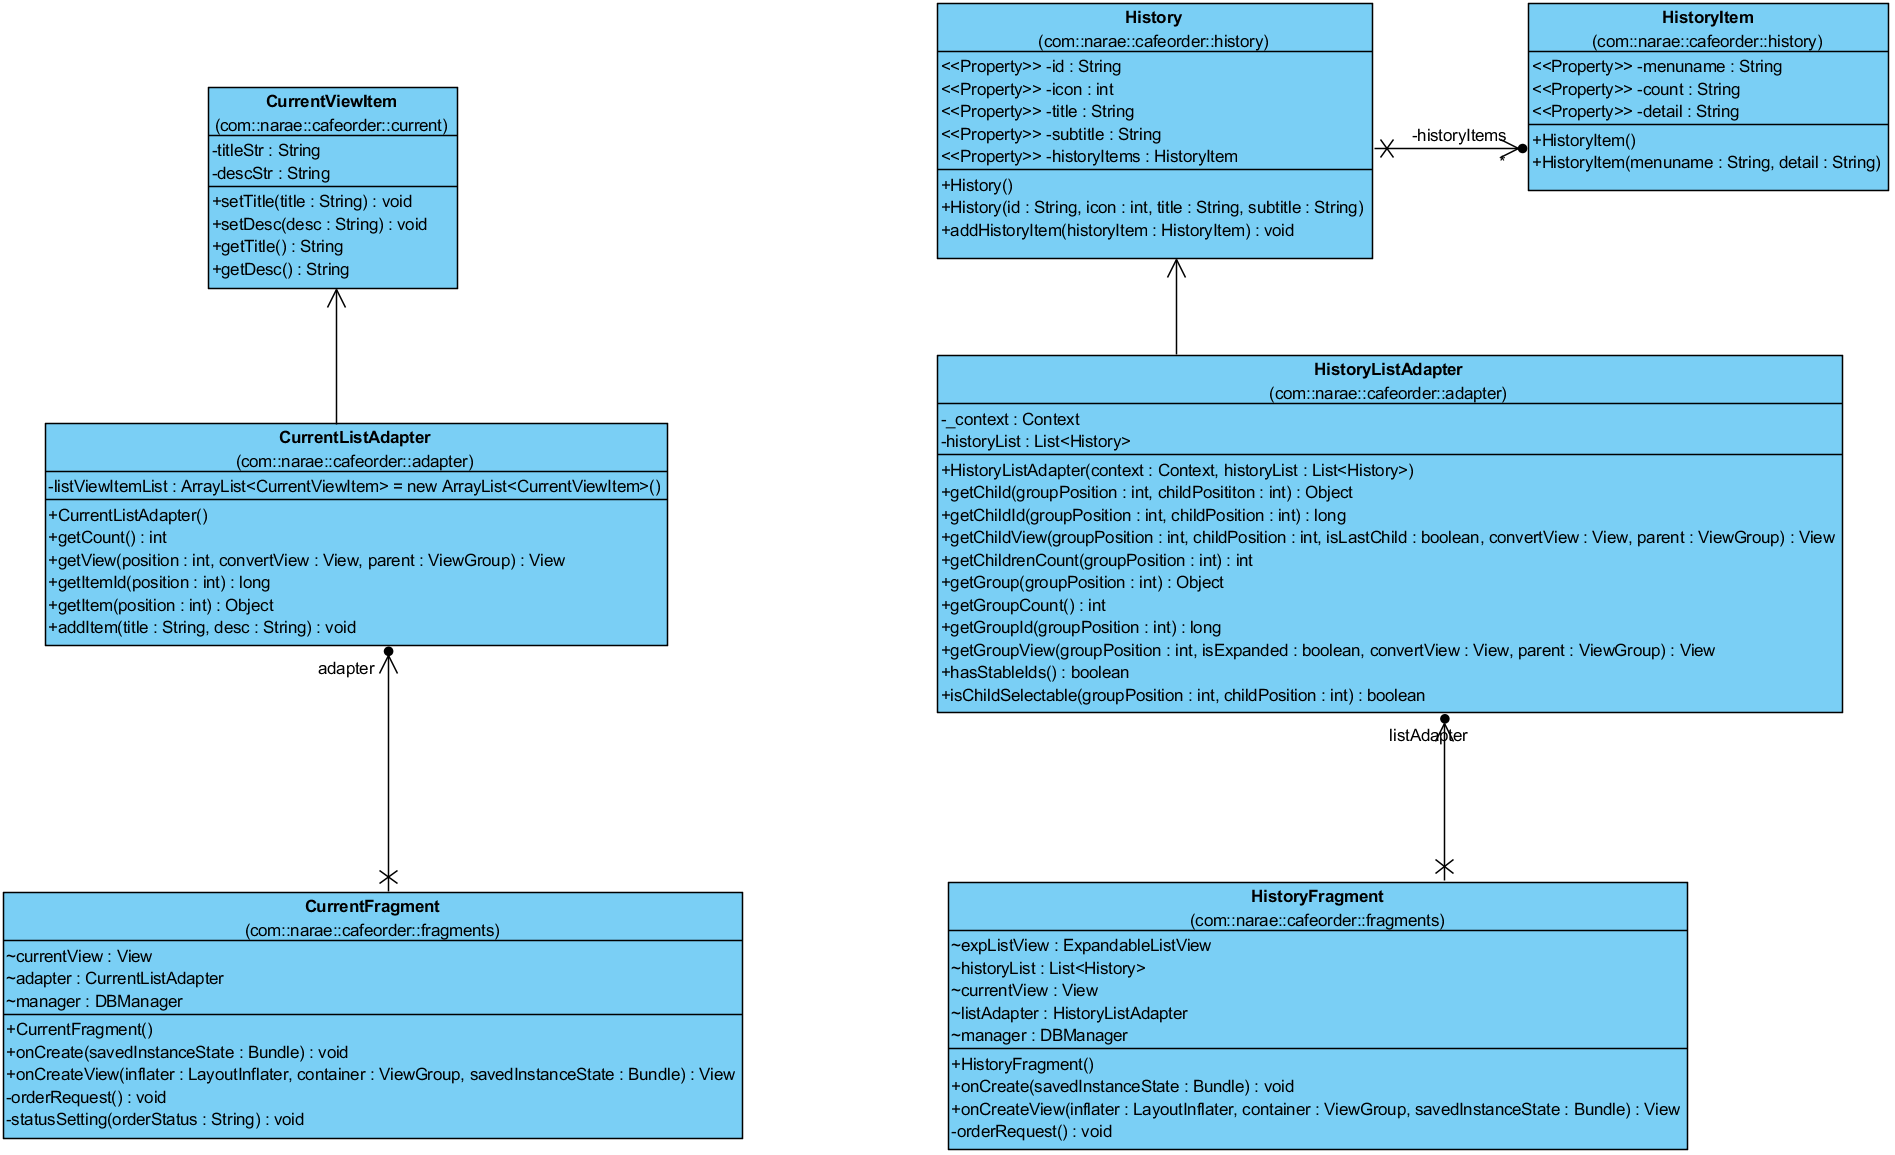 CurrentViewItem
(com::narae::cafeorder::current)
-titleStr : String
-descStr : String
+setTitle(title : String) : void
+setDesc(desc : String) : void
+getTitle() : String
+getDesc() : String
CurrentListAdapter
(com::narae::cafeorder::adapter)
-listViewItemList : ArrayList<CurrentViewItem> = new ArrayList<CurrentViewItem>()
+CurrentListAdapter()
+getCount() : int
+getView(position : int, convertView : View, parent : ViewGroup) : View
+getItemId(position : int) : long
+getItem(position : int) : Object
+addItem(title : String, desc : String) : void
adapter
CurrentFragment
(com::narae::cafeorder::fragments)
~currentView : View
~adapter : CurrentListAdapter
~manager : DBManager
+CurrentFragment()
+onCreate(savedInstanceState : Bundle) : void
+onCreateView(inflater : LayoutInflater, container : ViewGroup, savedInstanceState : Bundle) : View
-orderRequest() : void
-statusSetting(orderStatus : String) : void
History
(com::narae::cafeorder::history)
<<Property>> -id : String
<<Property>> -icon : int
<<Property>> -title : String
<<Property>> -subtitle : String
<<Property>> -historyItems : HistoryItem
+History()
+History(id : String, icon : int, title : String, subtitle : String)
+addHistoryItem(historyItem : HistoryItem) : void
-historyItems
*
HistoryItem
(com::narae::cafeorder::history)
<<Property>> -menuname : String
<<Property>> -count : String
<<Property>> -detail : String
+HistoryItem()
+HistoryItem(menuname : String, detail : String)
HistoryListAdapter
(com::narae::cafeorder::adapter)
-_context : Context
-historyList : List<History>
+HistoryListAdapter(context : Context, historyList : List<History>)
+getChild(groupPosition : int, childPosititon : int) : Object
+getChildId(groupPosition : int, childPosition : int) : long
+getChildView(groupPosition : int, childPosition : int, isLastChild : boolean, convertView : View, parent : ViewGroup) : View
+getChildrenCount(groupPosition : int) : int
+getGroup(groupPosition : int) : Object
+getGroupCount() : int
+getGroupId(groupPosition : int) : long
+getGroupView(groupPosition : int, isExpanded : boolean, convertView : View, parent : ViewGroup) : View
+hasStableIds() : boolean
+isChildSelectable(groupPosition : int, childPosition : int) : boolean
listAdapter
HistoryFragment
(com::narae::cafeorder::fragments)
~expListView : ExpandableListView
~historyList : List<History>
~currentView : View
~listAdapter : HistoryListAdapter
~manager : DBManager
+HistoryFragment()
+onCreate(savedInstanceState : Bundle) : void
+onCreateView(inflater : LayoutInflater, container : ViewGroup, savedInstanceState : Bundle) : View
-orderRequest() : void